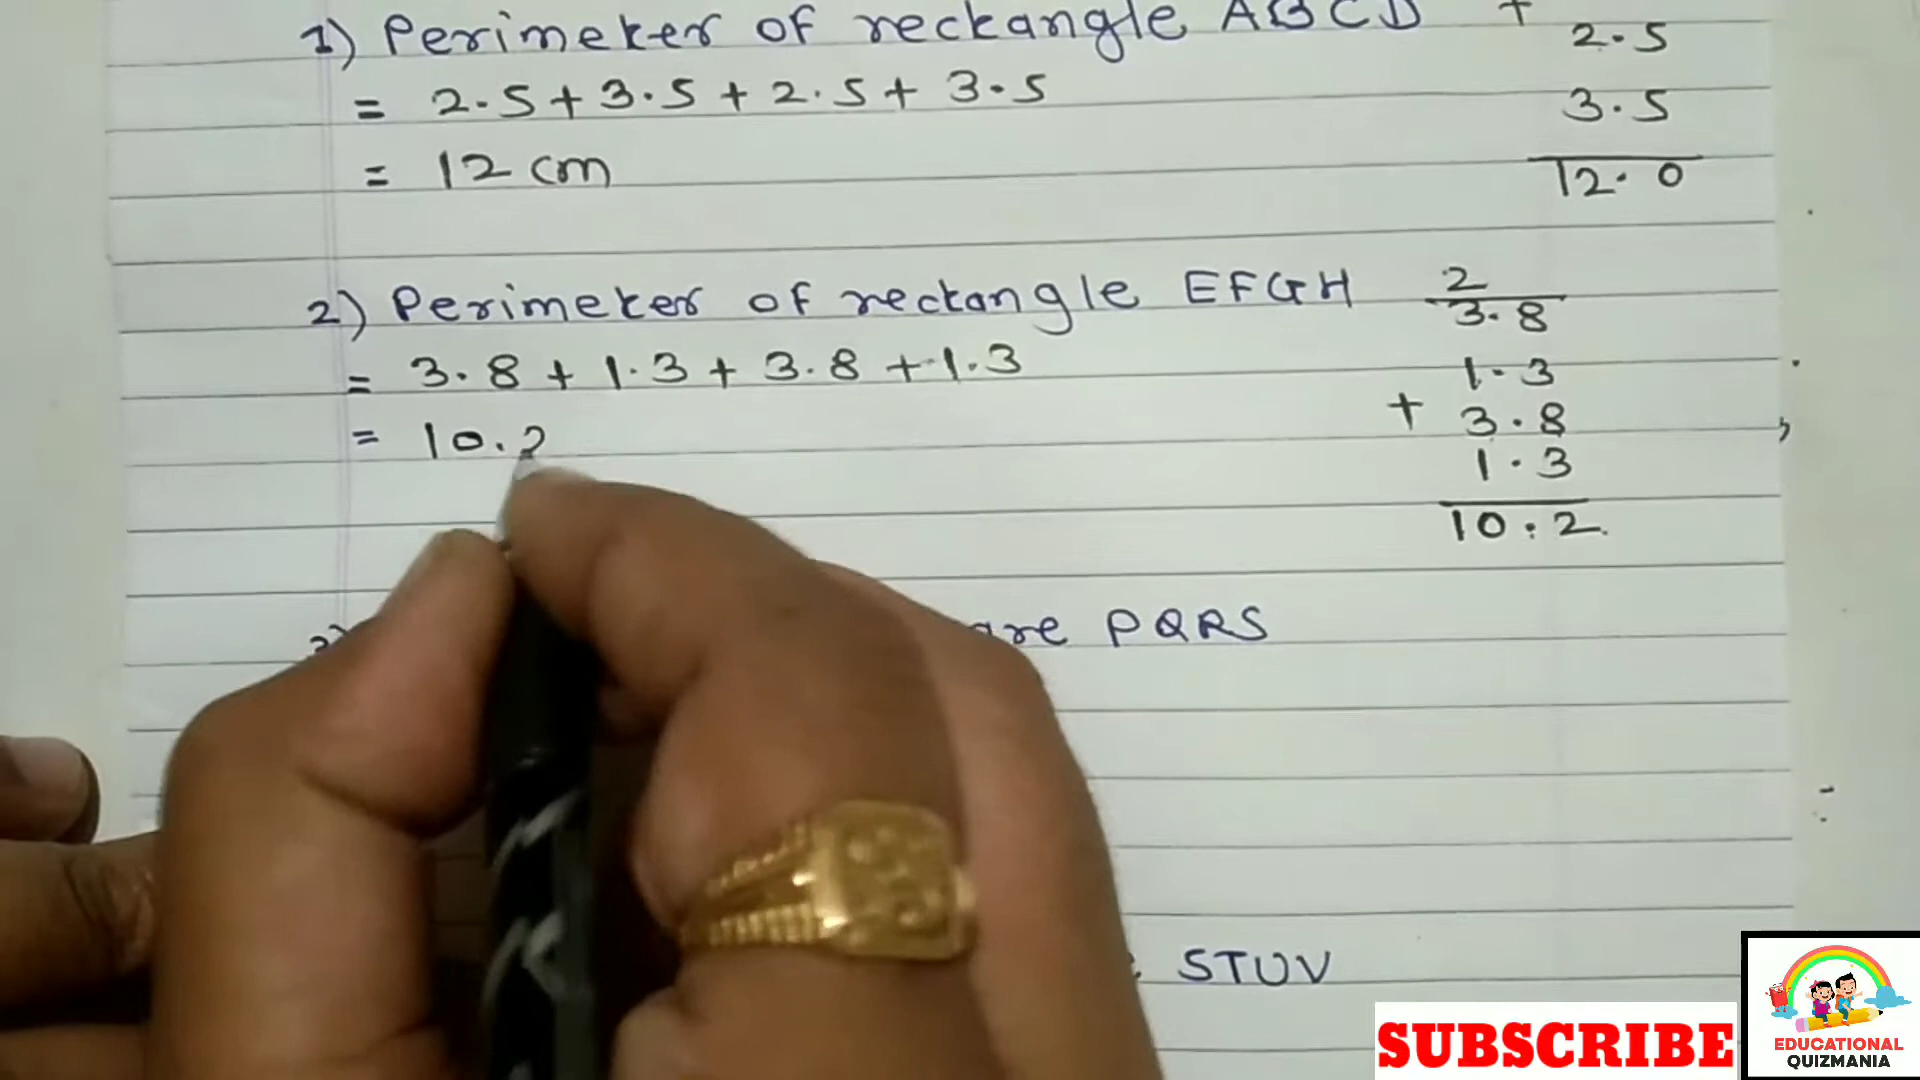 1) Perimeter of rectangle ABCD
= 2.5 + 3.5 + 2.5 + 3.5
= 12 cm
+ 2.5
3.5
12.0
2) Perimeter of rectangle EFGH
= 3.8 + 1.3 + 3.8 + 1.3
= 10.2
2
3.8
1.3
+ 3.8
1.3
10.2
PQRS
STUV
SUBSCRIBE
EDUCATIONAL
QUIZMANIA